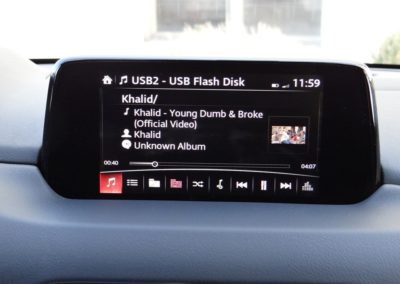 USB2 - USB Flash Disk 11:59
Khalid/
Khalid - Young Dumb & Broke
(Official Video)
Khalid
Unknown Album
00:40 04:07